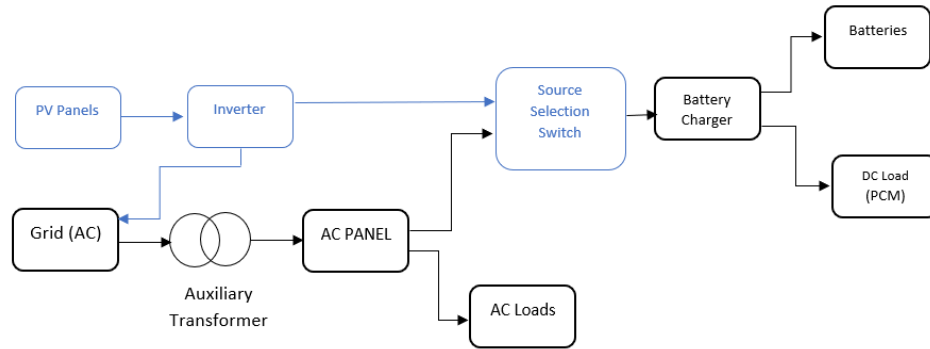 Batteries
PV Panels
Inverter
Source
Selection
Switch
Battery
Charger
DC Load
(PCM)
Grid (AC)
AC PANEL
Auxiliary
Transformer
AC Loads